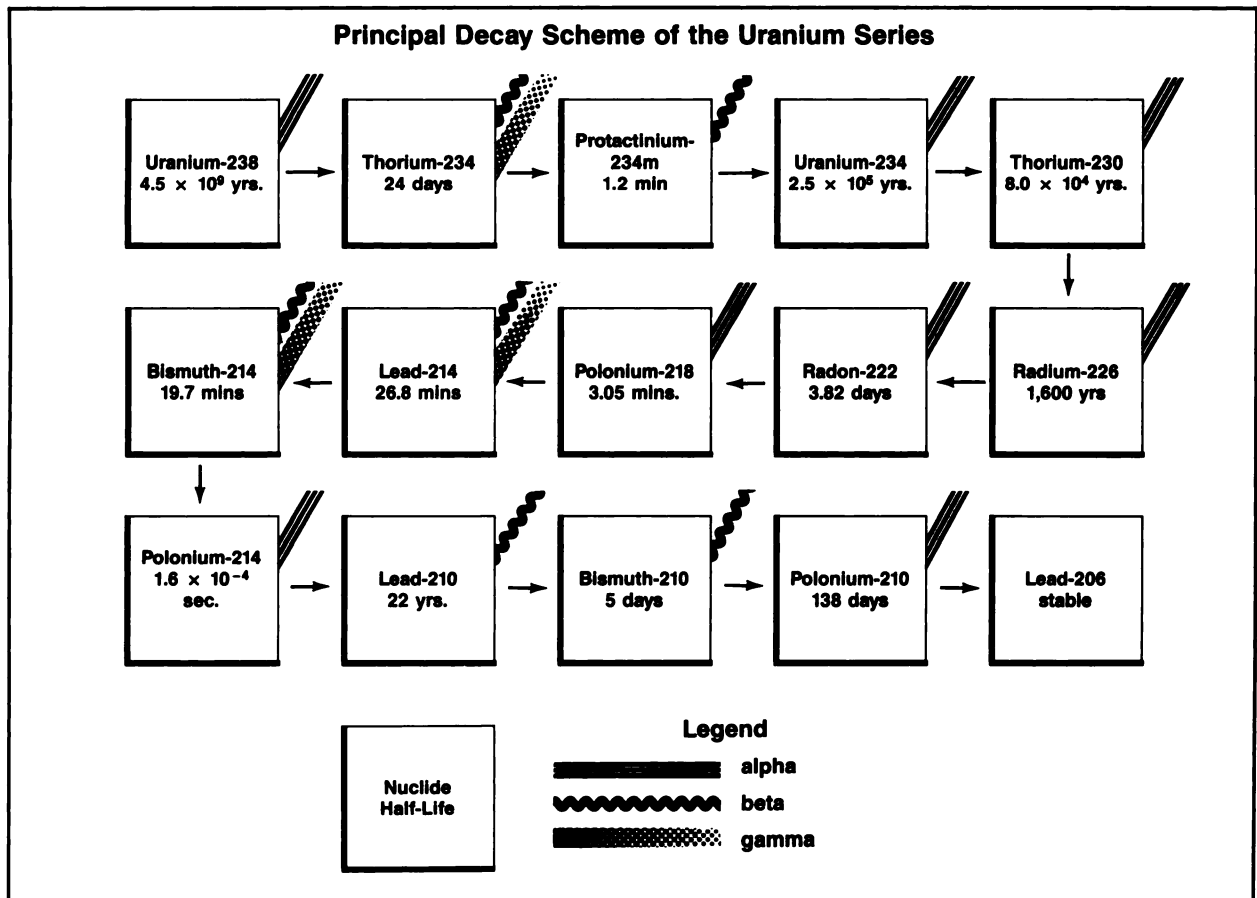 Principal Decay Scheme of the Uranium Series
Uranium-238
4.5 × 10⁹ yrs.
Thorium-234
24 days
Protactinium-
234m
1.2 min
Uranium-234
2.5 × 10⁵ yrs.
Thorium-230
8.0 × 10⁴ yrs.
Bismuth-214
19.7 mins
Lead-214
26.8 mins
Polonium-218
3.05 mins.
Radon-222
3.82 days
Radium-226
1,600 yrs
Polonium-214
1.6 × 10⁻⁴
sec.
Lead-210
22 yrs.
Bismuth-210
5 days
Polonium-210
138 days
Lead-206
stable
Nuclide
Half-Life
Legend
alpha
beta
gamma